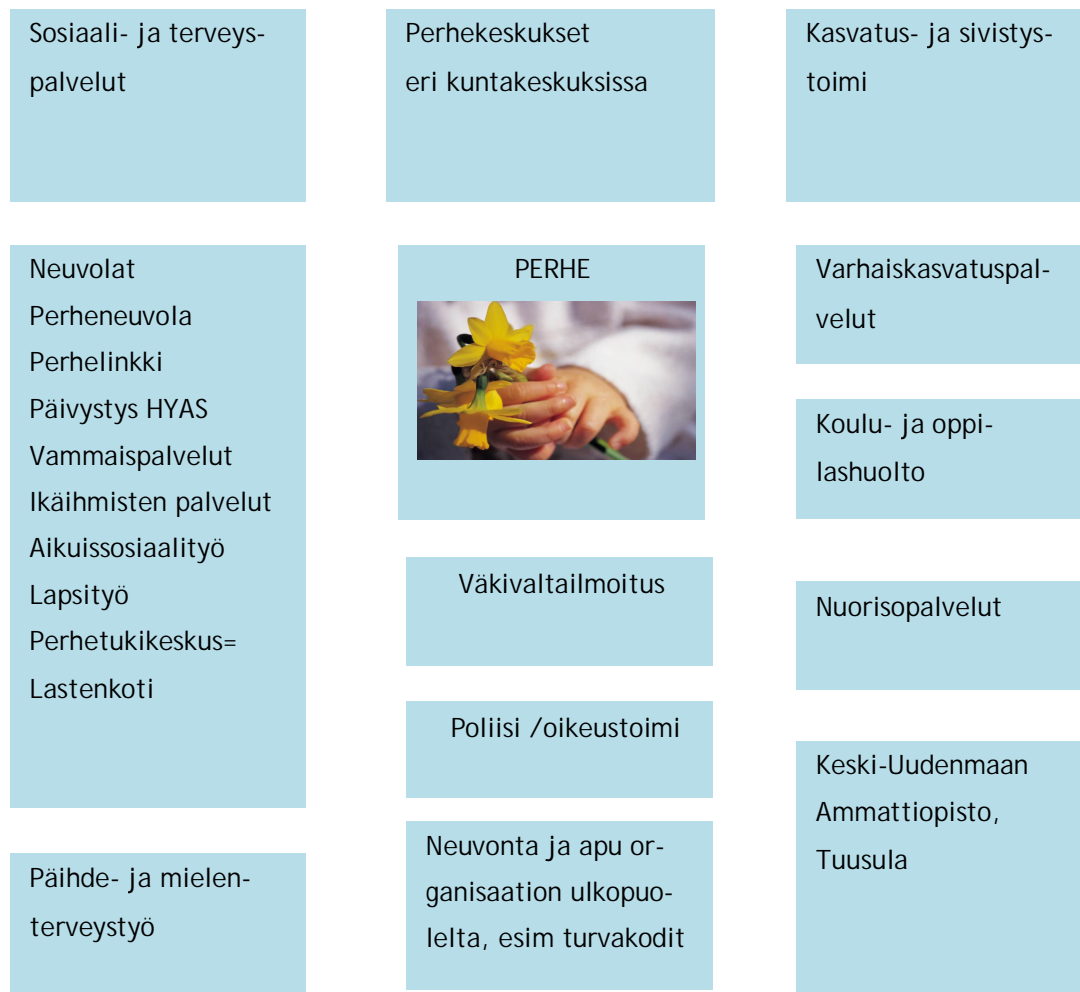 Sosiaali- ja terveys-
palvelut
Perhekeskukset
eri kuntakeskuksissa
Kasvatus- ja sivistys-
toimi
Neuvolat
Perheneuvola
Perhelinkki
Päivystys HYAS
Vammaispalvelut
Ikäihmisten palvelut
Aikuissosiaalityö
Lapsityö
Perhetukikeskus=
Lastenkoti
Päihde- ja mielen-
terveystyö
PERHE
Väkivaltailmoitus
Poliisi /oikeustoimi
Neuvonta ja apu or-
ganisaation ulkopuo-
lelta, esim turvakodit
Varhaiskasvatuspal-
velut
Koulu- ja oppi-
lashuolto
Nuorisopalvelut
Keski-Uudenmaan
Ammattiopisto,
Tuusula